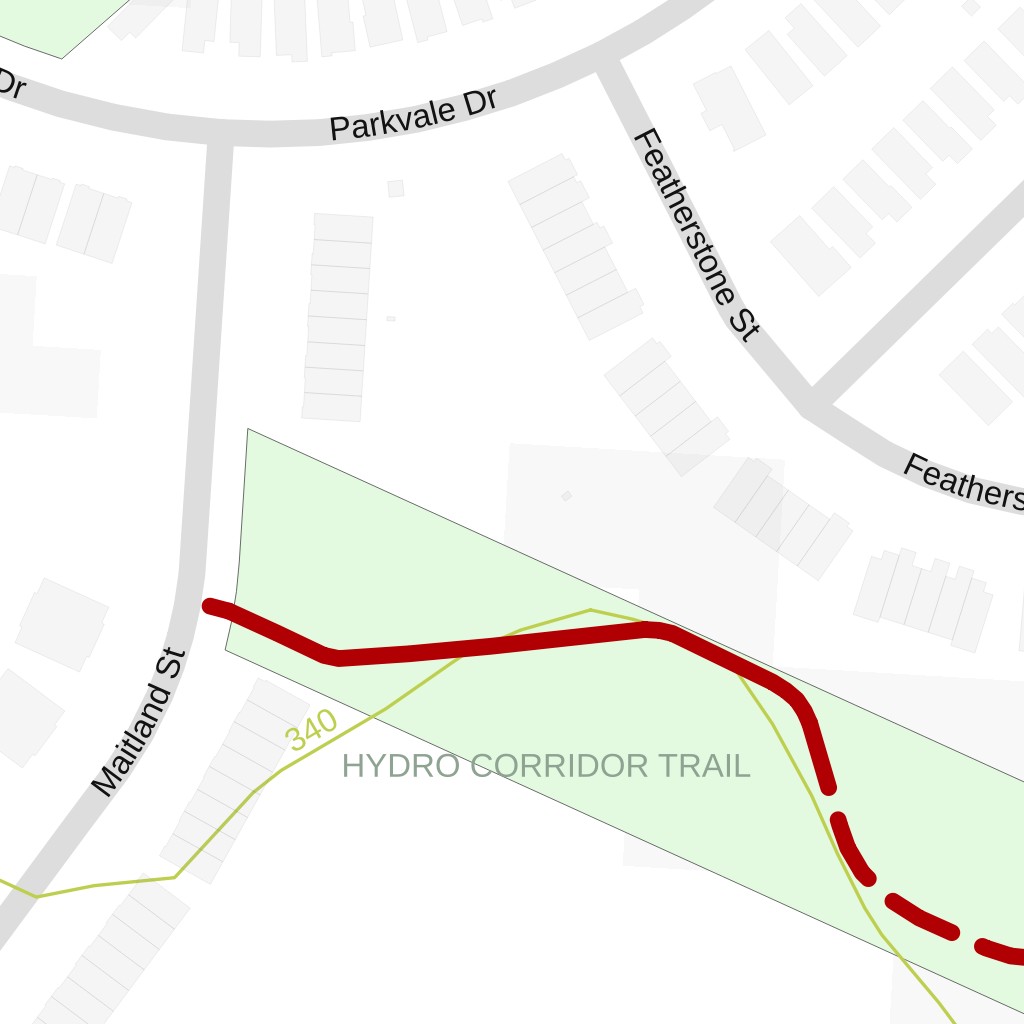 Dr
Parkvale Dr
Featherstone St
Feathers
Maitland St
340
HYDRO CORRIDOR TRAIL